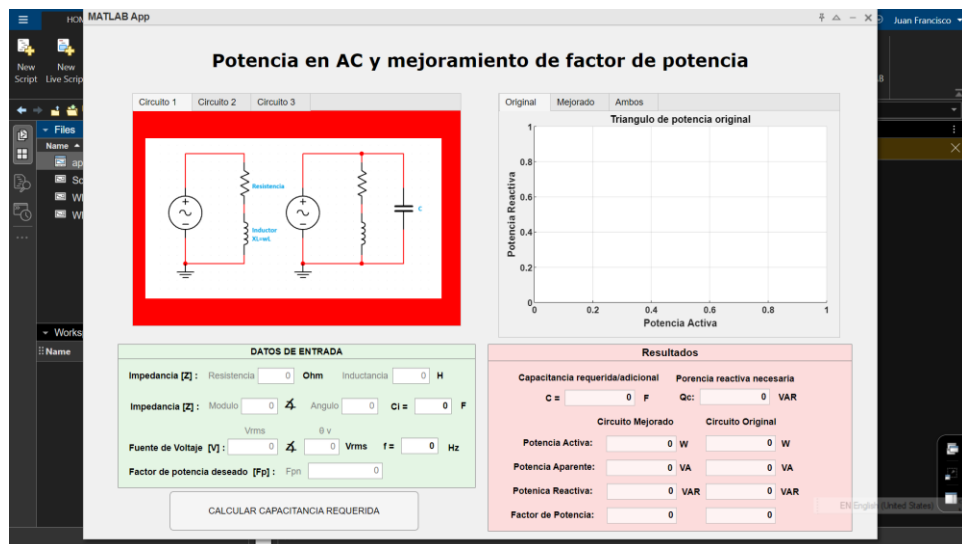 MATLAB App
Juan Francisco
New Script
New Live Scrip
Files
Name
Works
Name
Potencia en AC y mejoramiento de factor de potencia
Circuito 1 Circuito 2 Circuito 3
Resistencia
Inductor
XL=wL
C
Original Mejorado Ambos
Triangulo de potencia original
Potencia Reactiva
1
0.8
0.6
0.4
0.2
0
0 0.2 0.4 0.6 0.8 1
Potencia Activa
DATOS DE ENTRADA
Impedancia [Z] : Resistencia 0 Ohm Inductancia 0 H
Impedancia [Z] : Modulo 0 ∡ Angulo 0 Ci = 0 F
Vrms θ v
Fuente de Voltaje [V] : 0 ∡ 0 Vrms f = 0 Hz
Factor de potencia deseado [Fp] : Fpn 0
CALCULAR CAPACITANCIA REQUERIDA
Resultados
Capacitancia requerida/adicional Porencia reactiva necesaria
C = 0 F Qc: 0 VAR
Circuito Mejorado Circuito Original
Potencia Activa: 0 W 0 W
Potencia Aparente: 0 VA 0 VA
Potenica Reactiva: 0 VAR 0 VAR
Factor de Potencia: 0 0
EN English (United States)